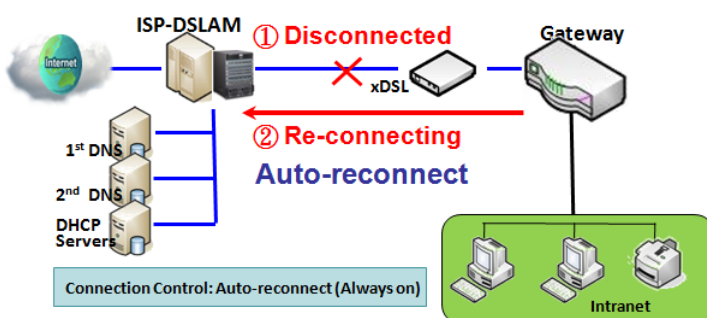 ISP-DSLAM
① Disconnected
Gateway
Internet
xDSL
② Re-connecting
1st DNS
Auto-reconnect
2nd DNS
DHCP
Servers
Connection Control: Auto-reconnect (Always on)
Intranet